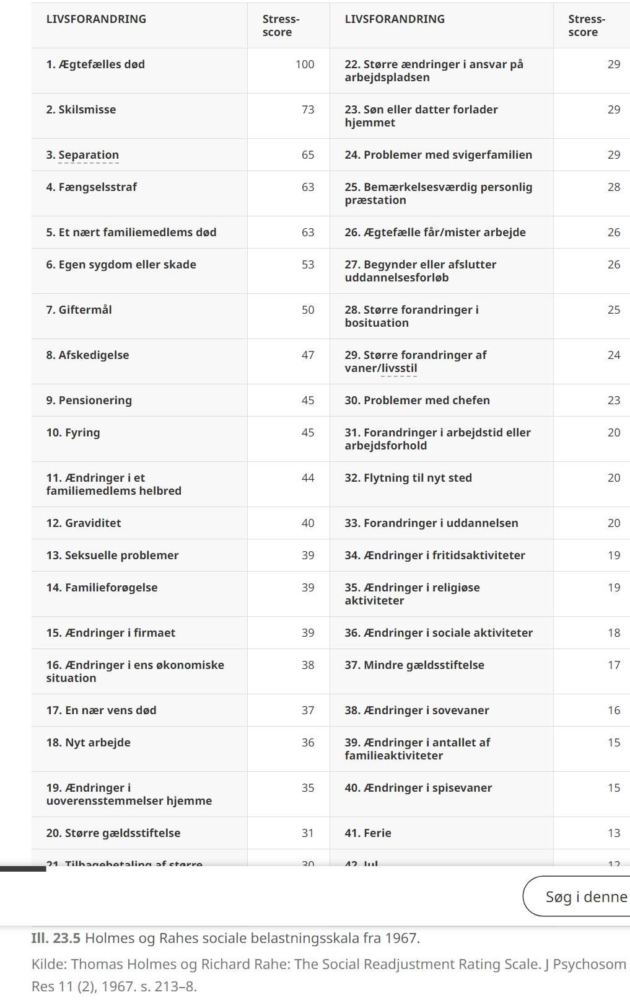 LIVSFORANDRING Stress- LIVSFORANDRING Stress-
score score
1. Ægtefælles død 100 22. Større ændringer i ansvar på 29
arbejdspladsen
2. Skilsmisse 73 23. Søn eller datter forlader 29
hjemmet
3. Separation 65 24. Problemer med svigerfamilien 29
4. Fængselsstraf 63 25. Bemærkelsesværdig personlig 28
præstation
5. Et nært familiemedlems død 63 26. Ægtefælle får/mister arbejde 26
6. Egen sygdom eller skade 53 27. Begynder eller afslutter 26
uddannelsesforløb
7. Giftermål 50 28. Større forandringer i 25
bosituation
8. Afskedigelse 47 29. Større forandringer af 24
vaner/livsstil
9. Pensionering 45 30. Problemer med chefen 23
10. Fyring 45 31. Forandringer i arbejdstid eller 20
arbejdsforhold
11. Ændringer i et 44 32. Flytning til nyt sted 20
familiemedlems helbred
12. Graviditet 40 33. Forandringer i uddannelsen 20
13. Seksuelle problemer 39 34. Ændringer i fritidsaktiviteter 19
14. Familieforøgelse 39 35. Ændringer i religiøse 19
aktiviteter
15. Ændringer i firmaet 39 36. Ændringer i sociale aktiviteter 18
16. Ændringer i ens økonomiske 38 37. Mindre gældsstiftelse 17
situation
17. En nær vens død 37 38. Ændringer i sovevaner 16
18. Nyt arbejde 36 39. Ændringer i antallet af 15
familieaktiviteter
19. Ændringer i 35 40. Ændringer i spisevaner 15
uoverensstemmelser hjemme
20. Større gældsstiftelse 31 41. Ferie 13
21. Tilbagebetaling af større 30 42. Jul 12
Søg i denne
Ill. 23.5 Holmes og Rahes sociale belastningsskala fra 1967.
Kilde: Thomas Holmes og Richard Rahe: The Social Readjustment Rating Scale. J Psychosom
Res 11 (2), 1967. s. 213–8.